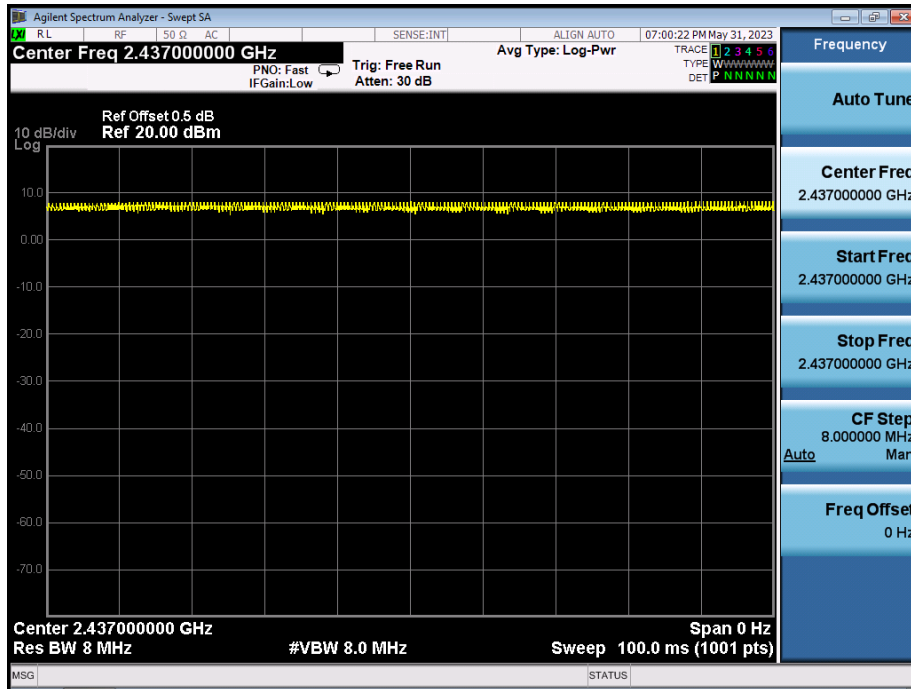 Agilent Spectrum Analyzer - Swept SA
LXI RL RF 50 Ω AC SENSE:INT ALIGN AUTO 07:00:22 PM May 31, 2023
Center Freq 2.437000000 GHz
PNO: Fast
IFGain:Low
Trig: Free Run
Atten: 30 dB
Avg Type: Log-Pwr
TRACE 1 2 3 4 5 6
TYPE WWWWWW
DET P N N N N N
Ref Offset 0.5 dB
10 dB/div Ref 20.00 dBm
Log
10.0
0.00
-10.0
-20.0
-30.0
-40.0
-50.0
-60.0
-70.0
Center 2.437000000 GHz Span 0 Hz
Res BW 8 MHz #VBW 8.0 MHz Sweep 100.0 ms (1001 pts)
MSG STATUS
Frequency
Auto Tune
Center Freq
2.437000000 GHz
Start Freq
2.437000000 GHz
Stop Freq
2.437000000 GHz
CF Step
8.000000 MHz
Auto Man
Freq Offset
0 Hz